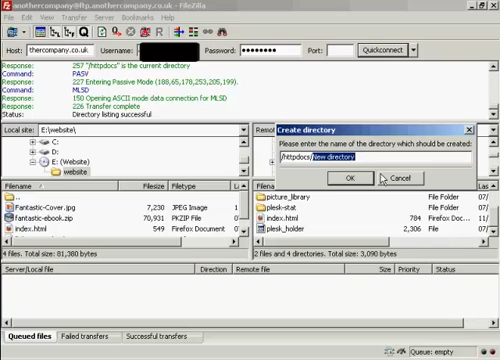 anothercompany@ftp.anothercompany.co.uk - FileZilla
File Edit View Transfer Server Bookmarks Help
Host: thercompany.co.uk Username: Password: ●●●●●●●● Port: Quickconnect
Response: 257 "/httpdocs" is the current directory
Command: PASV
Response: 227 Entering Passive Mode (188,65,178,253,205,199).
Command: MLSD
Response: 150 Opening ASCII mode data connection for MLSD
Response: 226 Transfer complete
Status: Directory listing successful
Create directory
Please enter the name of the directory which should be created:
/httpdocs/New directory
OK Cancel
Local site: E:\website\
C:
D:
E: (Website)
website
Filename Filesize Filetype
..
Fantastic-Cover.jpg 7,230 JPEG Image
fantastic-ebook.zip 70,931 PKZIP File
index.html 549 Firefox Document
4 files. Total size: 81,380 bytes
picture_library File Folder 07/
plesk-stat File Folder 07/
index.html 784 Firefox Doc... 07/
plesk_holder 2,306 File
2 files and 4 directories. Total size: 3,090 bytes
Server/Local file Direction Remote file Size Priority Status
Queued files Failed transfers Successful transfers
Queue: empty